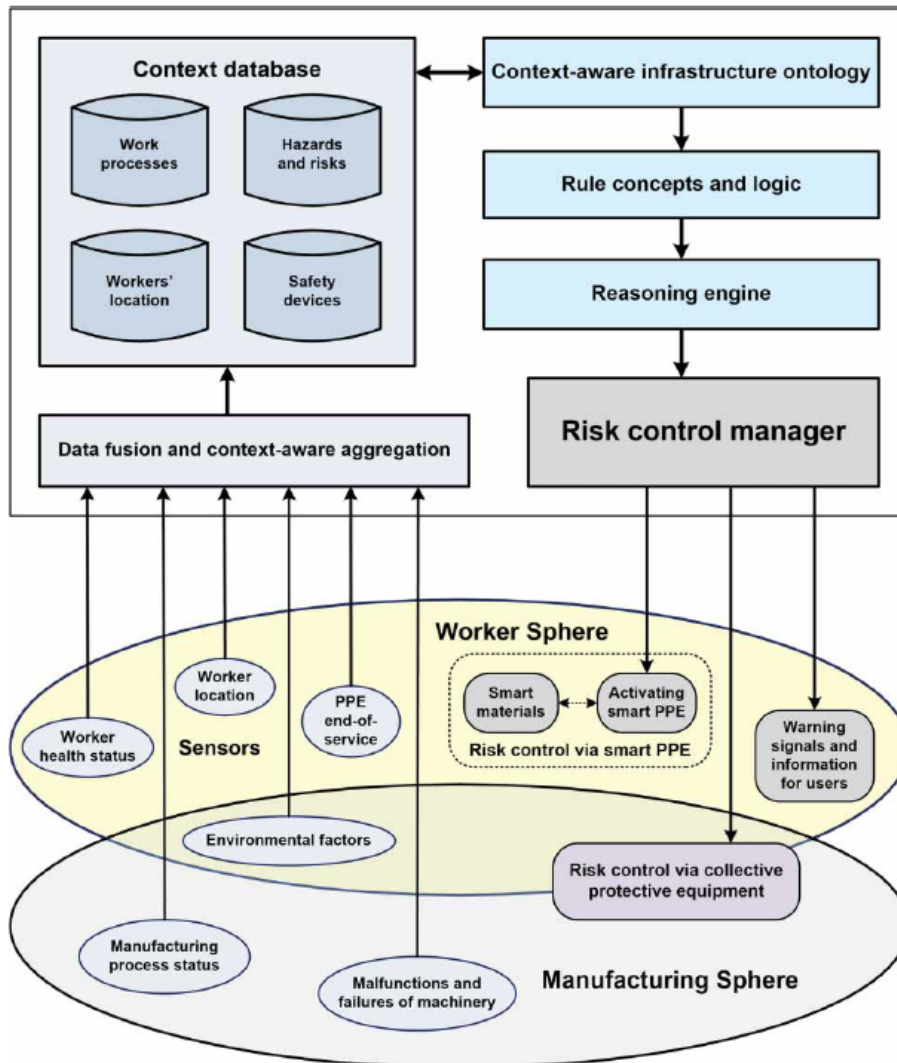 Context database
Work
processes
Hazards
and risks
Workers'
location
Safety
devices
Context-aware infrastructure ontology
Rule concepts and logic
Reasoning engine
Risk control manager
Data fusion and context-aware aggregation
Worker Sphere
Worker
location
PPE
end-of-
service
Smart
materials
Activating
smart PPE
Risk control via smart PPE
Worker
health status
Sensors
Warning
signals and
information
for users
Environmental factors
Risk control via collective
protective equipment
Manufacturing
process status
Malfunctions and
failures of machinery
Manufacturing Sphere